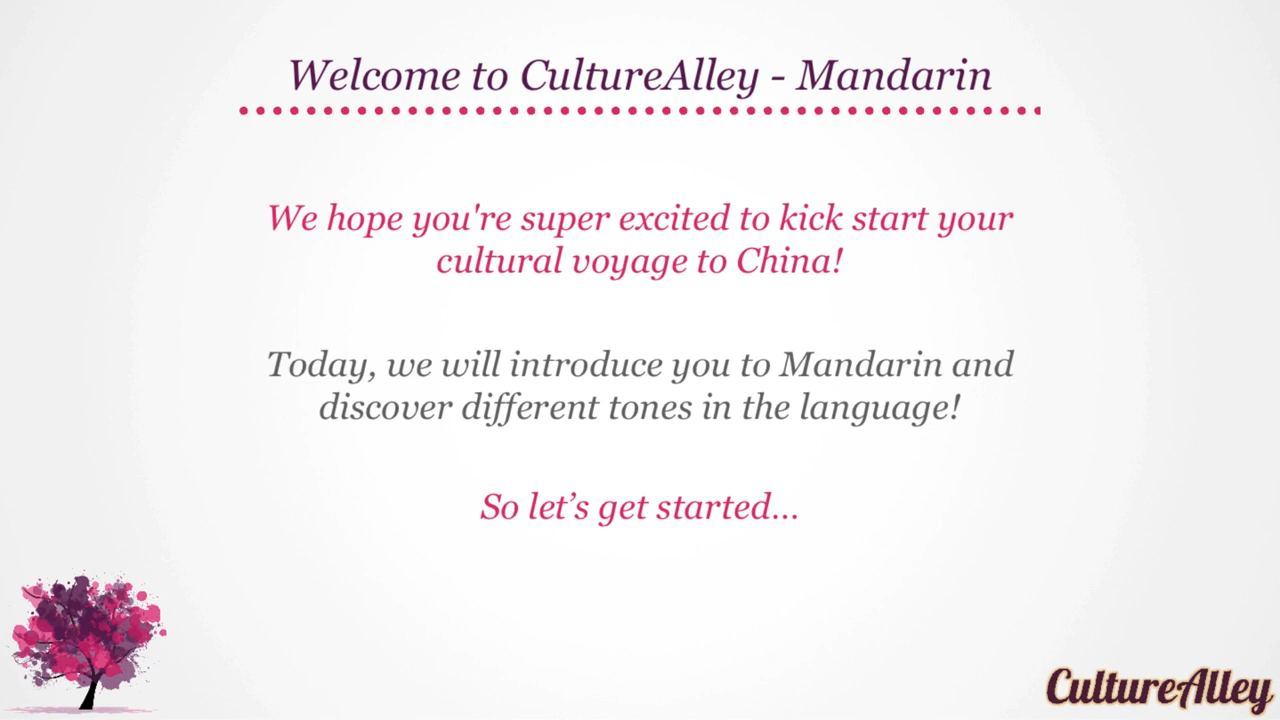 Welcome to CultureAlley - Mandarin
We hope you're super excited to kick start your
cultural voyage to China!
Today, we will introduce you to Mandarin and
discover different tones in the language!
So let’s get started...
CultureAlley